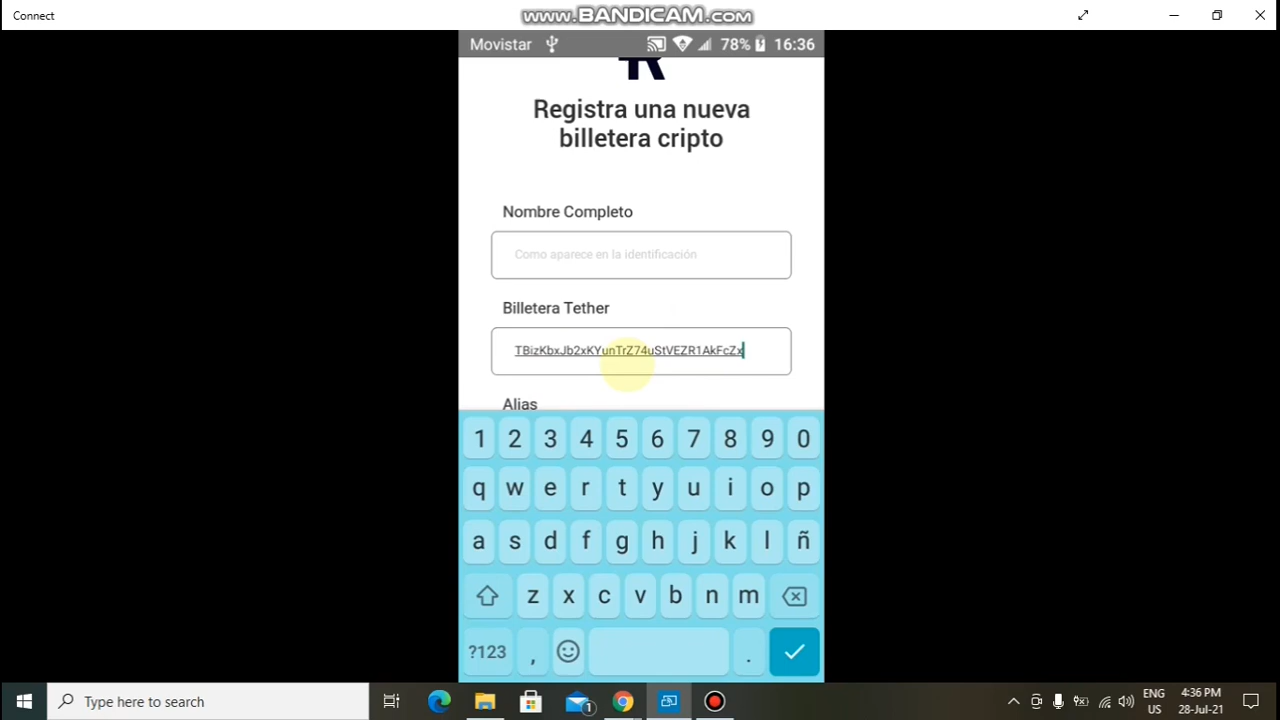 Connect
www.BANDICAM.com
Movistar 78% 16:36
Registra una nueva
billetera cripto
Nombre Completo
Como aparece en la identificación
Billetera Tether
TBizKbxJb2xKYunTrZ74uStVEZR1AkFcZx
Alias
1 2 3 4 5 6 7 8 9 0
q w e r t y u i o p
a s d f g h j k l ñ
z x c v b n m
?123 , .
Type here to search
1
ENG
US
4:36 PM
28-Jul-21